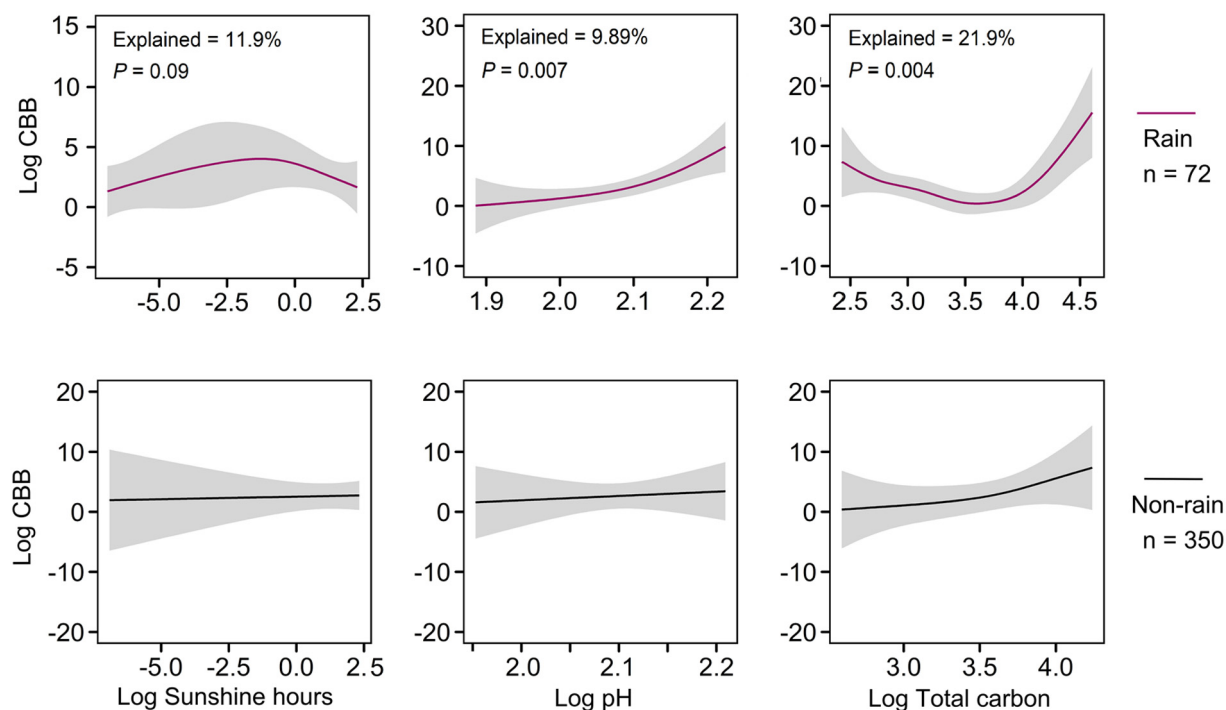 Explained = 11.9%
P = 0.09
Log CBB
15
10
5
0
-5
-5.0 -2.5 0.0 2.5
Explained = 9.89%
P = 0.007
30
20
10
0
-10
1.9 2.0 2.1 2.2
Explained = 21.9%
P = 0.004
30
20
10
0
-10
2.5 3.0 3.5 4.0 4.5
Rain
n = 72
Log CBB
20
10
0
-10
-20
-5.0 -2.5 0.0 2.5
Log Sunshine hours
20
10
0
-10
-20
2.0 2.1 2.2
Log pH
20
10
0
-10
-20
3.0 3.5 4.0
Log Total carbon
Non-rain
n = 350